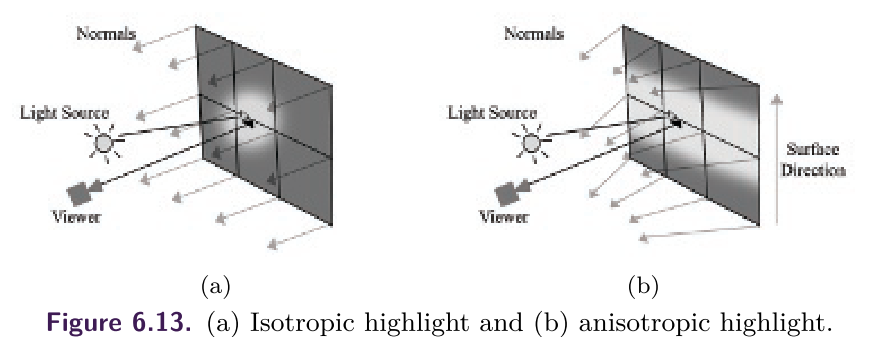 Normals
Light Source
Viewer
(a)
Normals
Light Source
Viewer
Surface
Direction
(b)
Figure 6.13. (a) Isotropic highlight and (b) anisotropic highlight.